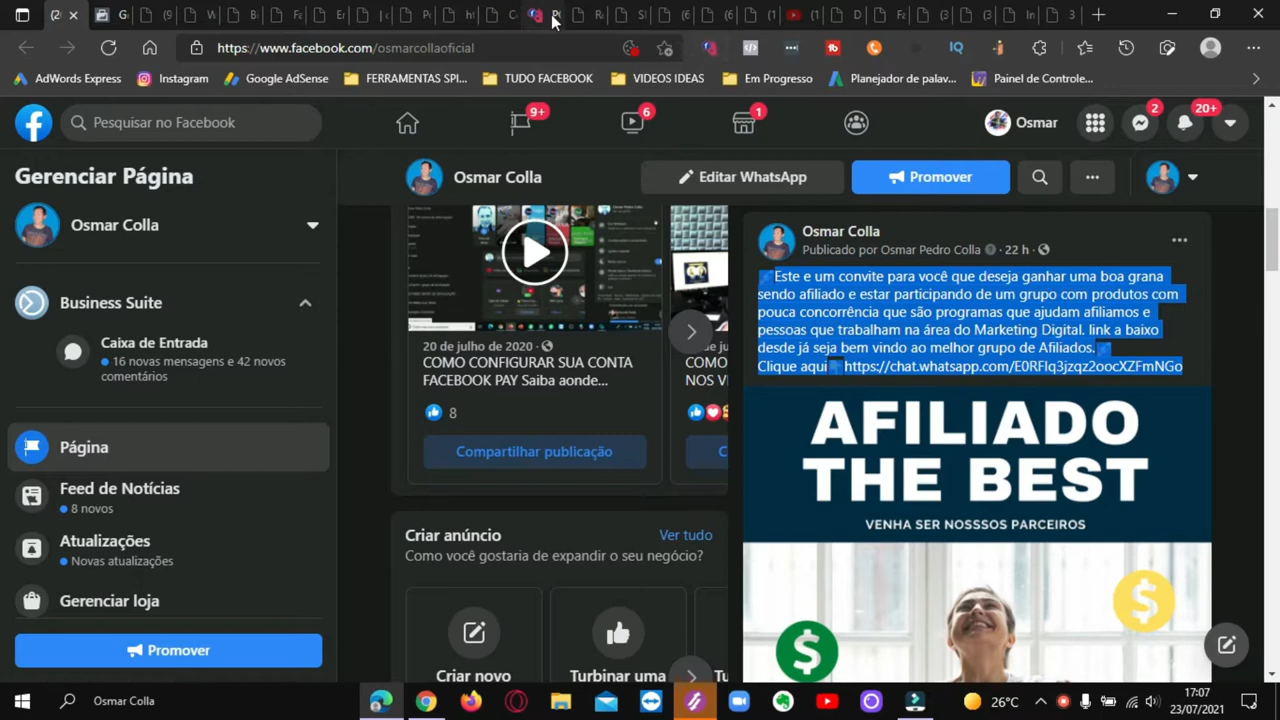 https://www.facebook.com/osmarcollaoficial
AdWords Express
Instagram
Google AdSense
FERRAMENTAS SPI...
TUDO FACEBOOK
VIDEOS IDEAS
Em Progresso
Planejador de palav...
Painel de Controle...
Pesquisar no Facebook
9+
6
1
Osmar
2
20+
Gerenciar Página
Osmar Colla
Business Suite
Caixa de Entrada
16 novas mensagens e 42 novos
comentários
Página
Feed de Notícias
8 novos
Atualizações
Novas atualizações
Gerenciar loja
Promover
Osmar Colla
Editar WhatsApp
Promover
20 de julho de 2020
COMO CONFIGURAR SUA CONTA
FACEBOOK PAY Saiba aonde...
8
Compartilhar publicação
COMO
NOS V
C
Criar anúncio
Ver tudo
Como você gostaria de expandir o seu negócio?
Criar novo
Turbinar uma
Tu
Osmar Colla
Publicado por Osmar Pedro Colla · 22 h ·
Este e um convite para você que deseja ganhar uma boa grana
sendo afiliado e estar participando de um grupo com produtos com
pouca concorrência que são programas que ajudam afiliamos e
pessoas que trabalham na área do Marketing Digital. link a baixo
desde já seja bem vindo ao melhor grupo de Afiliados.
Clique aqui https://chat.whatsapp.com/E0RFIq3jzqz2oocXZFmNGo
AFILIADO
THE BEST
VENHA SER NOSSSOS PARCEIROS
Osmar Colla
26°C
17:07
23/07/2021